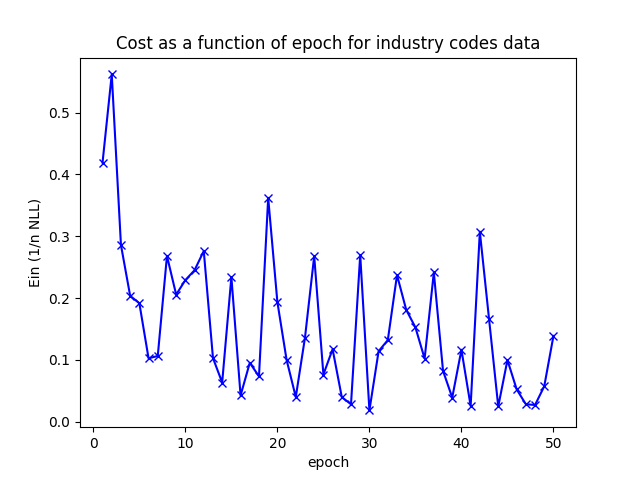 Cost as a function of epoch for industry codes data
Ein (1/n NLL)
0.5
0.4
0.3
0.2
0.1
0.0
0 10 20 30 40 50
epoch